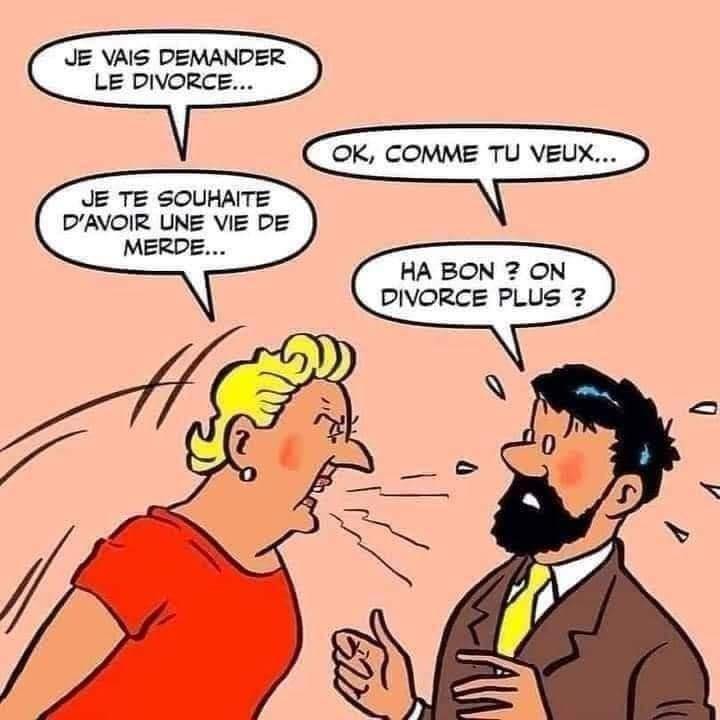 JE VAIS DEMANDER
LE DIVORCE...
OK, COMME TU VEUX...
JE TE SOUHAITE
D'AVOIR UNE VIE DE
MERDE...
HA BON ? ON
DIVORCE PLUS ?